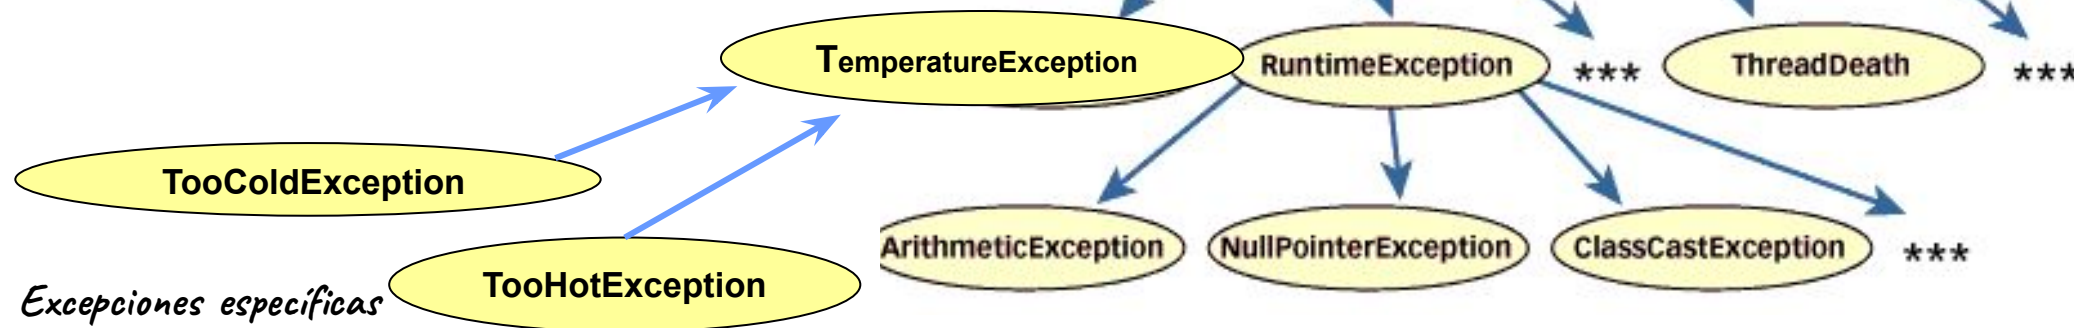 TemperatureException
RuntimeException
***
ThreadDeath
***
TooColdException
ArithmeticException
NullPointerException
ClassCastException
***
TooHotException
Excepciones específicas